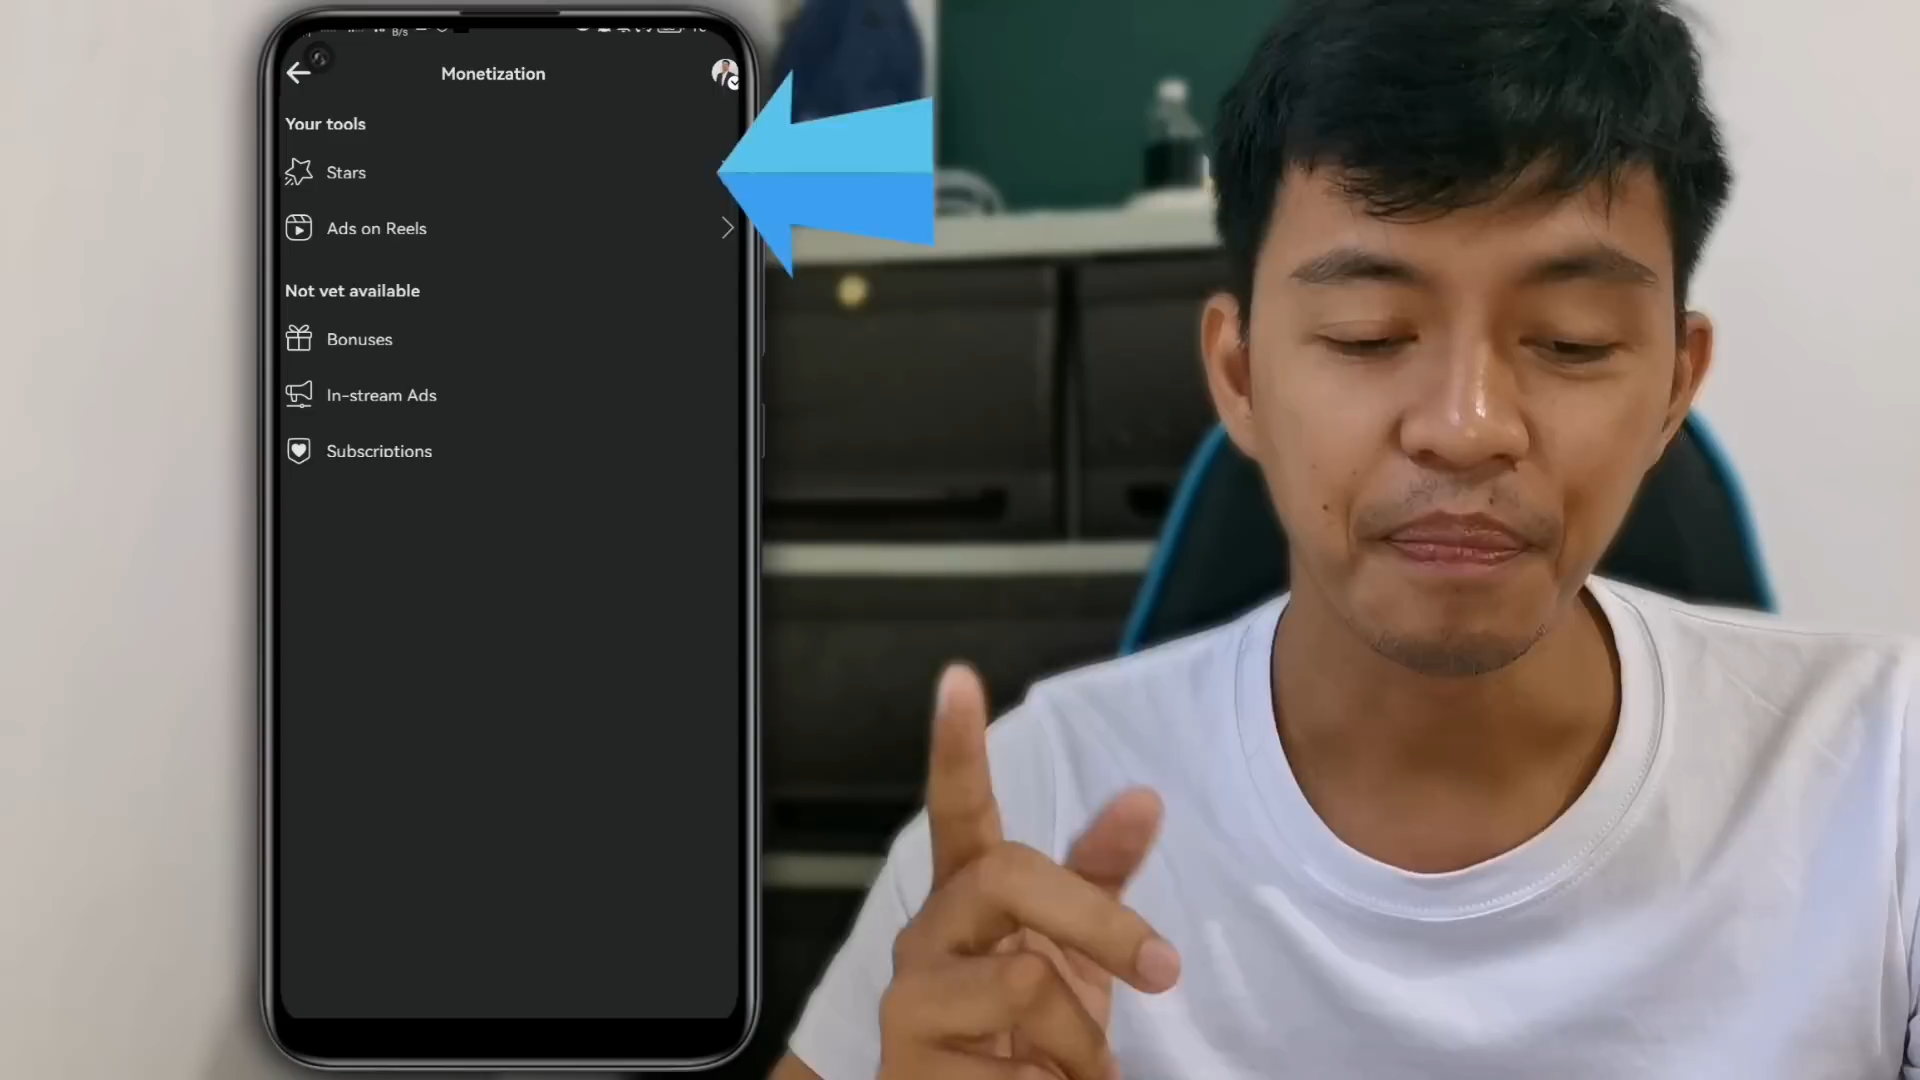 B/s
Monetization
Your tools
Stars
Ads on Reels
Not yet available
Bonuses
In-stream Ads
Subscriptions